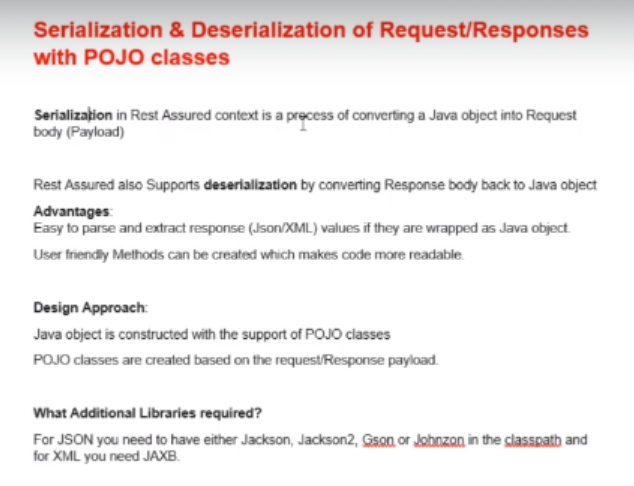 Serialization & Deserialization of Request/Responses
with POJO classes
Serialization in Rest Assured context is a process of converting a Java object into Request
body (Payload)
Rest Assured also Supports deserialization by converting Response body back to Java object
Advantages:
Easy to parse and extract response (Json/XML) values if they are wrapped as Java object.
User friendly Methods can be created which makes code more readable.
Design Approach:
Java object is constructed with the support of POJO classes
POJO classes are created based on the request/Response payload.
What Additional Libraries required?
For JSON you need to have either Jackson, Jackson2, Gson or Johnzon in the classpath and
for XML you need JAXB.